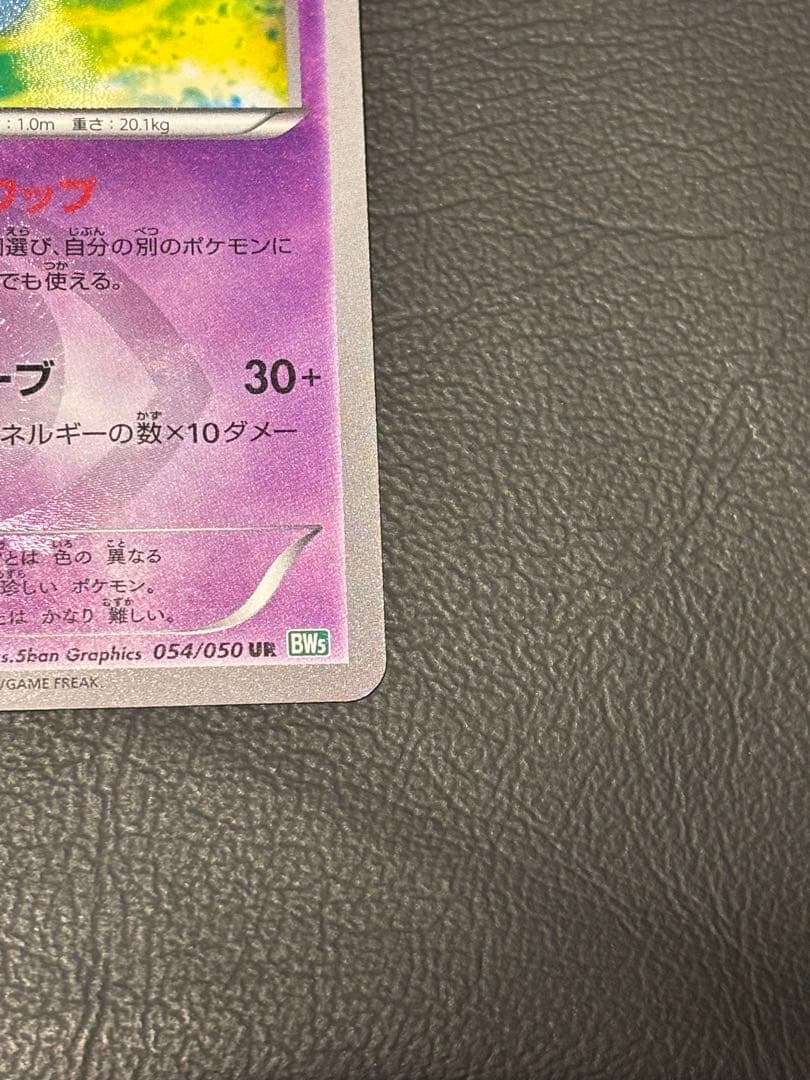 ：1.0m 重さ：20.1kg
ワップ
選び、自分の別のポケモンに
でも使える。
ーブ 30+
ネルギーの数×10ダメー
とは 色の 異なる
珍しい ポケモン。
は かなり 難しい。
s.5ban Graphics 054/050 UR BW5
/GAME FREAK.